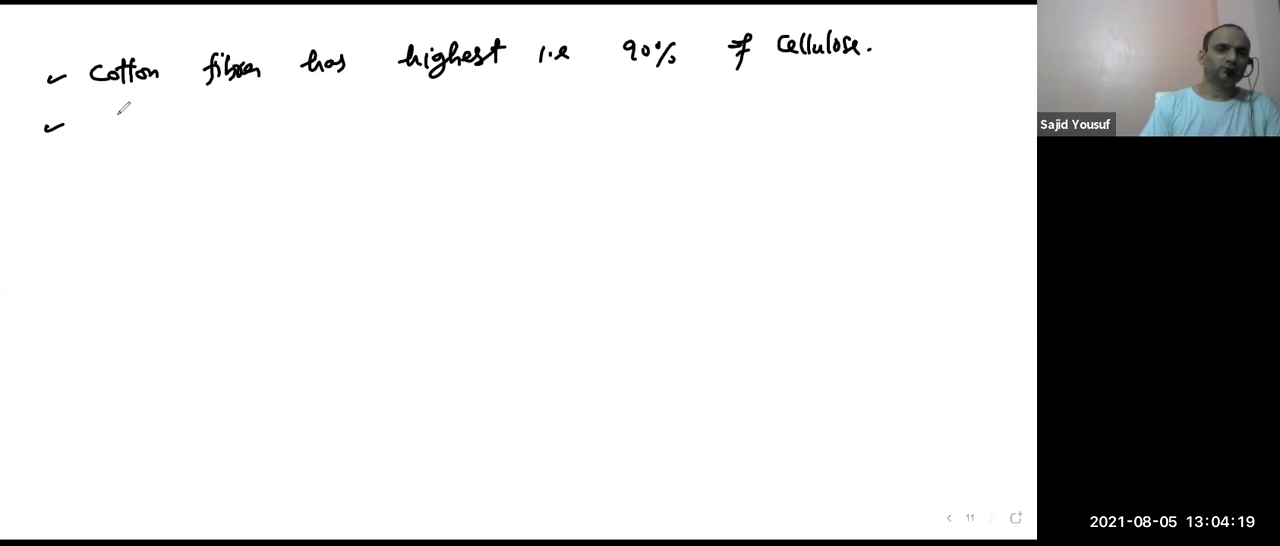 ✓ Cotton fibres has highest i.e 90% of cellulose.
✓
Sajid Yousuf
11
2021-08-05 13:04:19